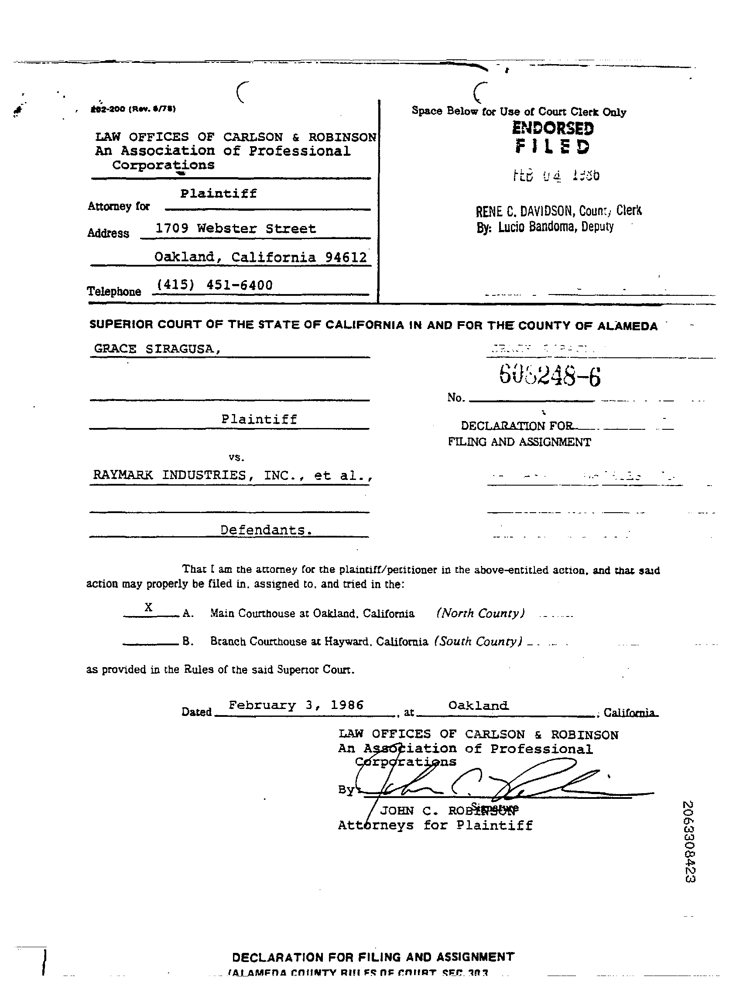 202-200 (Rev. 6/78)
LAW OFFICES OF CARLSON & ROBINSON
An Association of Professional
Corporations
Attorney for Plaintiff
Address 1709 Webster Street
Oakland, California 94612
Telephone (415) 451-6400
Space Below for Use of Court Clerk Only
ENDORSED
FILED
FEB 04 1986
RENE C. DAVIDSON, County Clerk
By: Lucio Bandoma, Deputy
SUPERIOR COURT OF THE STATE OF CALIFORNIA IN AND FOR THE COUNTY OF ALAMEDA
GRACE SIRAGUSA,
Plaintiff
vs.
RAYMARK INDUSTRIES, INC., et al.,
Defendants.
No. 606248-6
DECLARATION FOR
FILING AND ASSIGNMENT
That I am the attorney for the plaintiff/petitioner in the above-entitled action, and that said
action may properly be filed in, assigned to, and tried in the:
X A. Main Courthouse at Oakland, California (North County)
B. Branch Courthouse at Hayward, California (South County)
as provided in the Rules of the said Superior Court.
Dated February 3, 1986, at Oakland, California.
LAW OFFICES OF CARLSON & ROBINSON
An Association of Professional
Corporations
By
Signature
JOHN C. ROBINSON
Attorneys for Plaintiff
2063308423
DECLARATION FOR FILING AND ASSIGNMENT
(ALAMEDA COUNTY RULES OF COURT SEC. 303